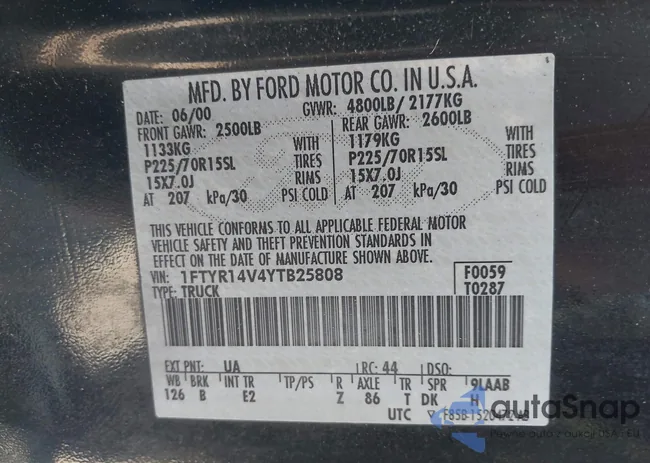 MFD. BY FORD MOTOR CO. IN U.S.A.
DATE: 06/00 GVWR: 4800LB/ 2177KG
FRONT GAWR: 2500LB REAR GAWR: 2600LB
1133KG WITH 1179KG WITH
P225/70R15SL TIRES P225/70R15SL TIRES
15X7.0J RIMS 15X7.0J RIMS
AT 207 kPa/30 PSI COLD AT 207 kPa/30 PSI COLD
THIS VEHICLE CONFORMS TO ALL APPLICABLE FEDERAL MOTOR
VEHICLE SAFETY AND THEFT PREVENTION STANDARDS IN
EFFECT ON THE DATE OF MANUFACTURE SHOWN ABOVE.
VIN: 1FTYR14V4YTB25808 F0059
TYPE: TRUCK T0287
EXT PNT: UA RC: 44 DSO:
WB BRK INT TR TP/PS R AXLE TR SPR 9LAAB
126 B E2 Z 86 T DK H
UTC F85B-1520472-AB
autoSnap